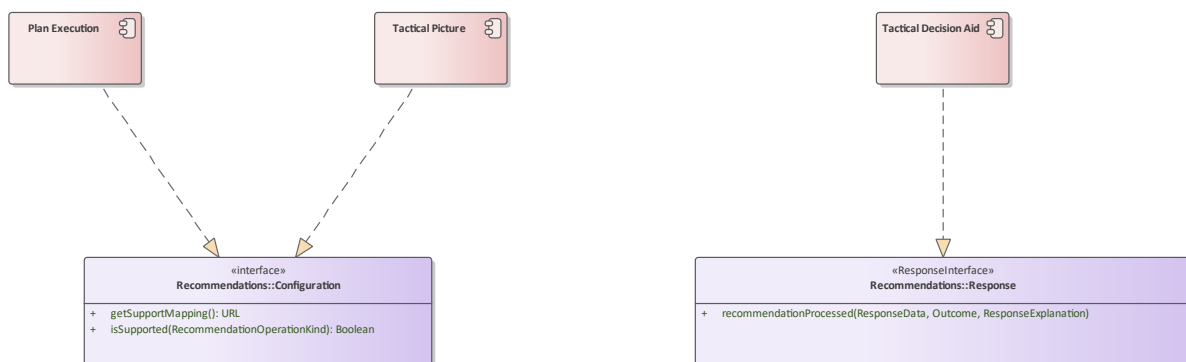 Plan Execution
Tactical Picture
Tactical Decision Aid
«interface»
Recommendations::Configuration
+ getSupportMapping(): URL
+ isSupported(RecommendationOperationKind): Boolean
«ResponseInterface»
Recommendations::Response
+ recommendationProcessed(ResponseData, Outcome, ResponseExplanation)